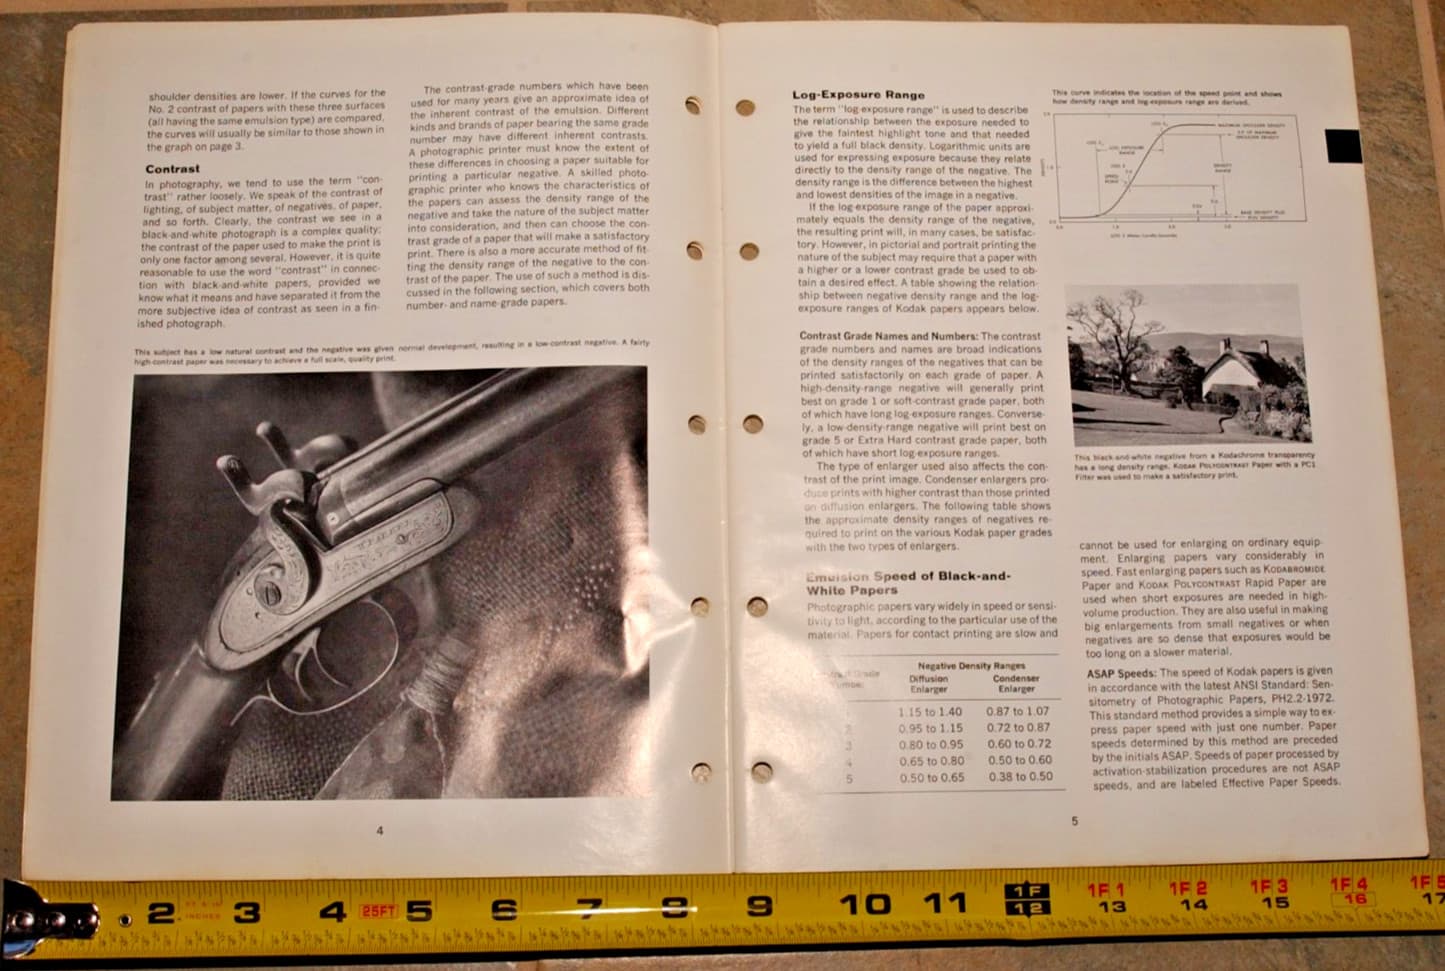 shoulder densities are lower. If the curves for the
No. 2 contrast of papers with these three surfaces
(all having the same emulsion type) are compared,
the curves will usually be similar to those shown in
the graph on page 3.
Contrast
In photography, we tend to use the term "con-
trast" rather loosely. We speak of the contrast of
lighting, of subject matter, of negatives, of paper,
and so forth. Clearly, the contrast we see in a
black-and-white photograph is a complex quality;
the contrast of the paper used to make the print is
only one factor among several. However, it is quite
reasonable to use the word "contrast" in connec-
tion with black-and-white papers, provided we
know what it means and have separated it from the
more subjective idea of contrast as seen in a fin-
ished photograph.
The contrast-grade numbers which have been
used for many years give an approximate idea of
the inherent contrast of the emulsion. Different
kinds and brands of paper bearing the same grade
number may have different inherent contrasts.
A photographic printer must know the extent of
these differences in choosing a paper suitable for
printing a particular negative. A skilled photo-
graphic printer who knows the characteristics of
the papers can assess the density range of the
negative and take the nature of the subject matter
into consideration, and then can choose the con-
trast grade of a paper that will make a satisfactory
print. There is also a more accurate method of fit-
ting the density range of the negative to the con-
trast of the paper. The use of such a method is dis-
cussed in the following section, which covers both
number- and name-grade papers.
This subject has a low natural contrast and the negative was given normal development, resulting in a low-contrast negative. A fairly
high-contrast paper was necessary to achieve a full scale, quality print.
4
Log-Exposure Range
The term "log-exposure range" is used to describe
the relationship between the exposure needed to
give the faintest highlight tone and that needed
to yield a full black density. Logarithmic units are
used for expressing exposure because they relate
directly to the density range of the negative. The
density range is the difference between the highest
and lowest densities of the image in a negative.
If the log-exposure range of the paper approxi-
mately equals the density range of the negative,
the resulting print will, in many cases, be satisfac-
tory. However, in pictorial and portrait printing the
nature of the subject may require that a paper with
a higher or a lower contrast grade be used to ob-
tain a desired effect. A table showing the relation-
ship between negative density range and the log-
exposure ranges of Kodak papers appears below.
Contrast Grade Names and Numbers: The contrast
grade numbers and names are broad indications
of the density ranges of the negatives that can be
printed satisfactorily on each grade of paper. A
high-density-range negative will generally print
best on grade 1 or soft-contrast grade paper, both
of which have long log-exposure ranges. Converse-
ly, a low-density-range negative will print best on
grade 5 or Extra Hard contrast grade paper, both
of which have short log-exposure ranges.
The type of enlarger used also affects the con-
trast of the print image. Condenser enlargers pro-
duce prints with higher contrast than those printed
on diffusion enlargers. The following table shows
the approximate density ranges of negatives re-
quired to print on the various Kodak paper grades
with the two types of enlargers.
Emulsion Speed of Black-and-
White Papers
Photographic papers vary widely in speed or sensi-
tivity to light, according to the particular use of the
material. Papers for contact printing are slow and
Grade Negative Density Ranges
Diffusion Enlarger Condenser Enlarger
1.15 to 1.40 0.87 to 1.07
2 0.95 to 1.15 0.72 to 0.87
3 0.80 to 0.95 0.60 to 0.72
4 0.65 to 0.80 0.50 to 0.60
5 0.50 to 0.65 0.38 to 0.50
This curve indicates the location of the speed point and shows
how density range and log-exposure range are derived.
MAXIMUM SHOULDER DENSITY
LOG EXPOSURE
RANGE
DENSITY
RANGE
SPEED
POINT
BASE DENSITY PLUS
FOG DENSITY
This black-and-white negative from a Kodachrome transparency
has a long density range. KODAK POLYCONTRAST Paper with a PC1
Filter was used to make a satisfactory print.
cannot be used for enlarging on ordinary equip-
ment. Enlarging papers vary considerably in
speed. Fast enlarging papers such as KODABROMIDE
Paper and KODAK POLYCONTRAST Rapid Paper are
used when short exposures are needed in high-
volume production. They are also useful in making
big enlargements from small negatives or when
negatives are so dense that exposures would be
too long on a slower material.
ASAP Speeds: The speed of Kodak papers is given
in accordance with the latest ANSI Standard: Sen-
sitometry of Photographic Papers, PH2.2-1972.
This standard method provides a simple way to ex-
press paper speed with just one number. Paper
speeds determined by this method are preceded
by the initials ASAP. Speeds of paper processed by
activation-stabilization procedures are not ASAP
speeds, and are labeled Effective Paper Speeds.
5
2 3 4 25FT 5 6 7 8 9 10 11 1F 12 1F1 13 1F2 14 1F3 15 1F4 16 1F5 17
INCHES